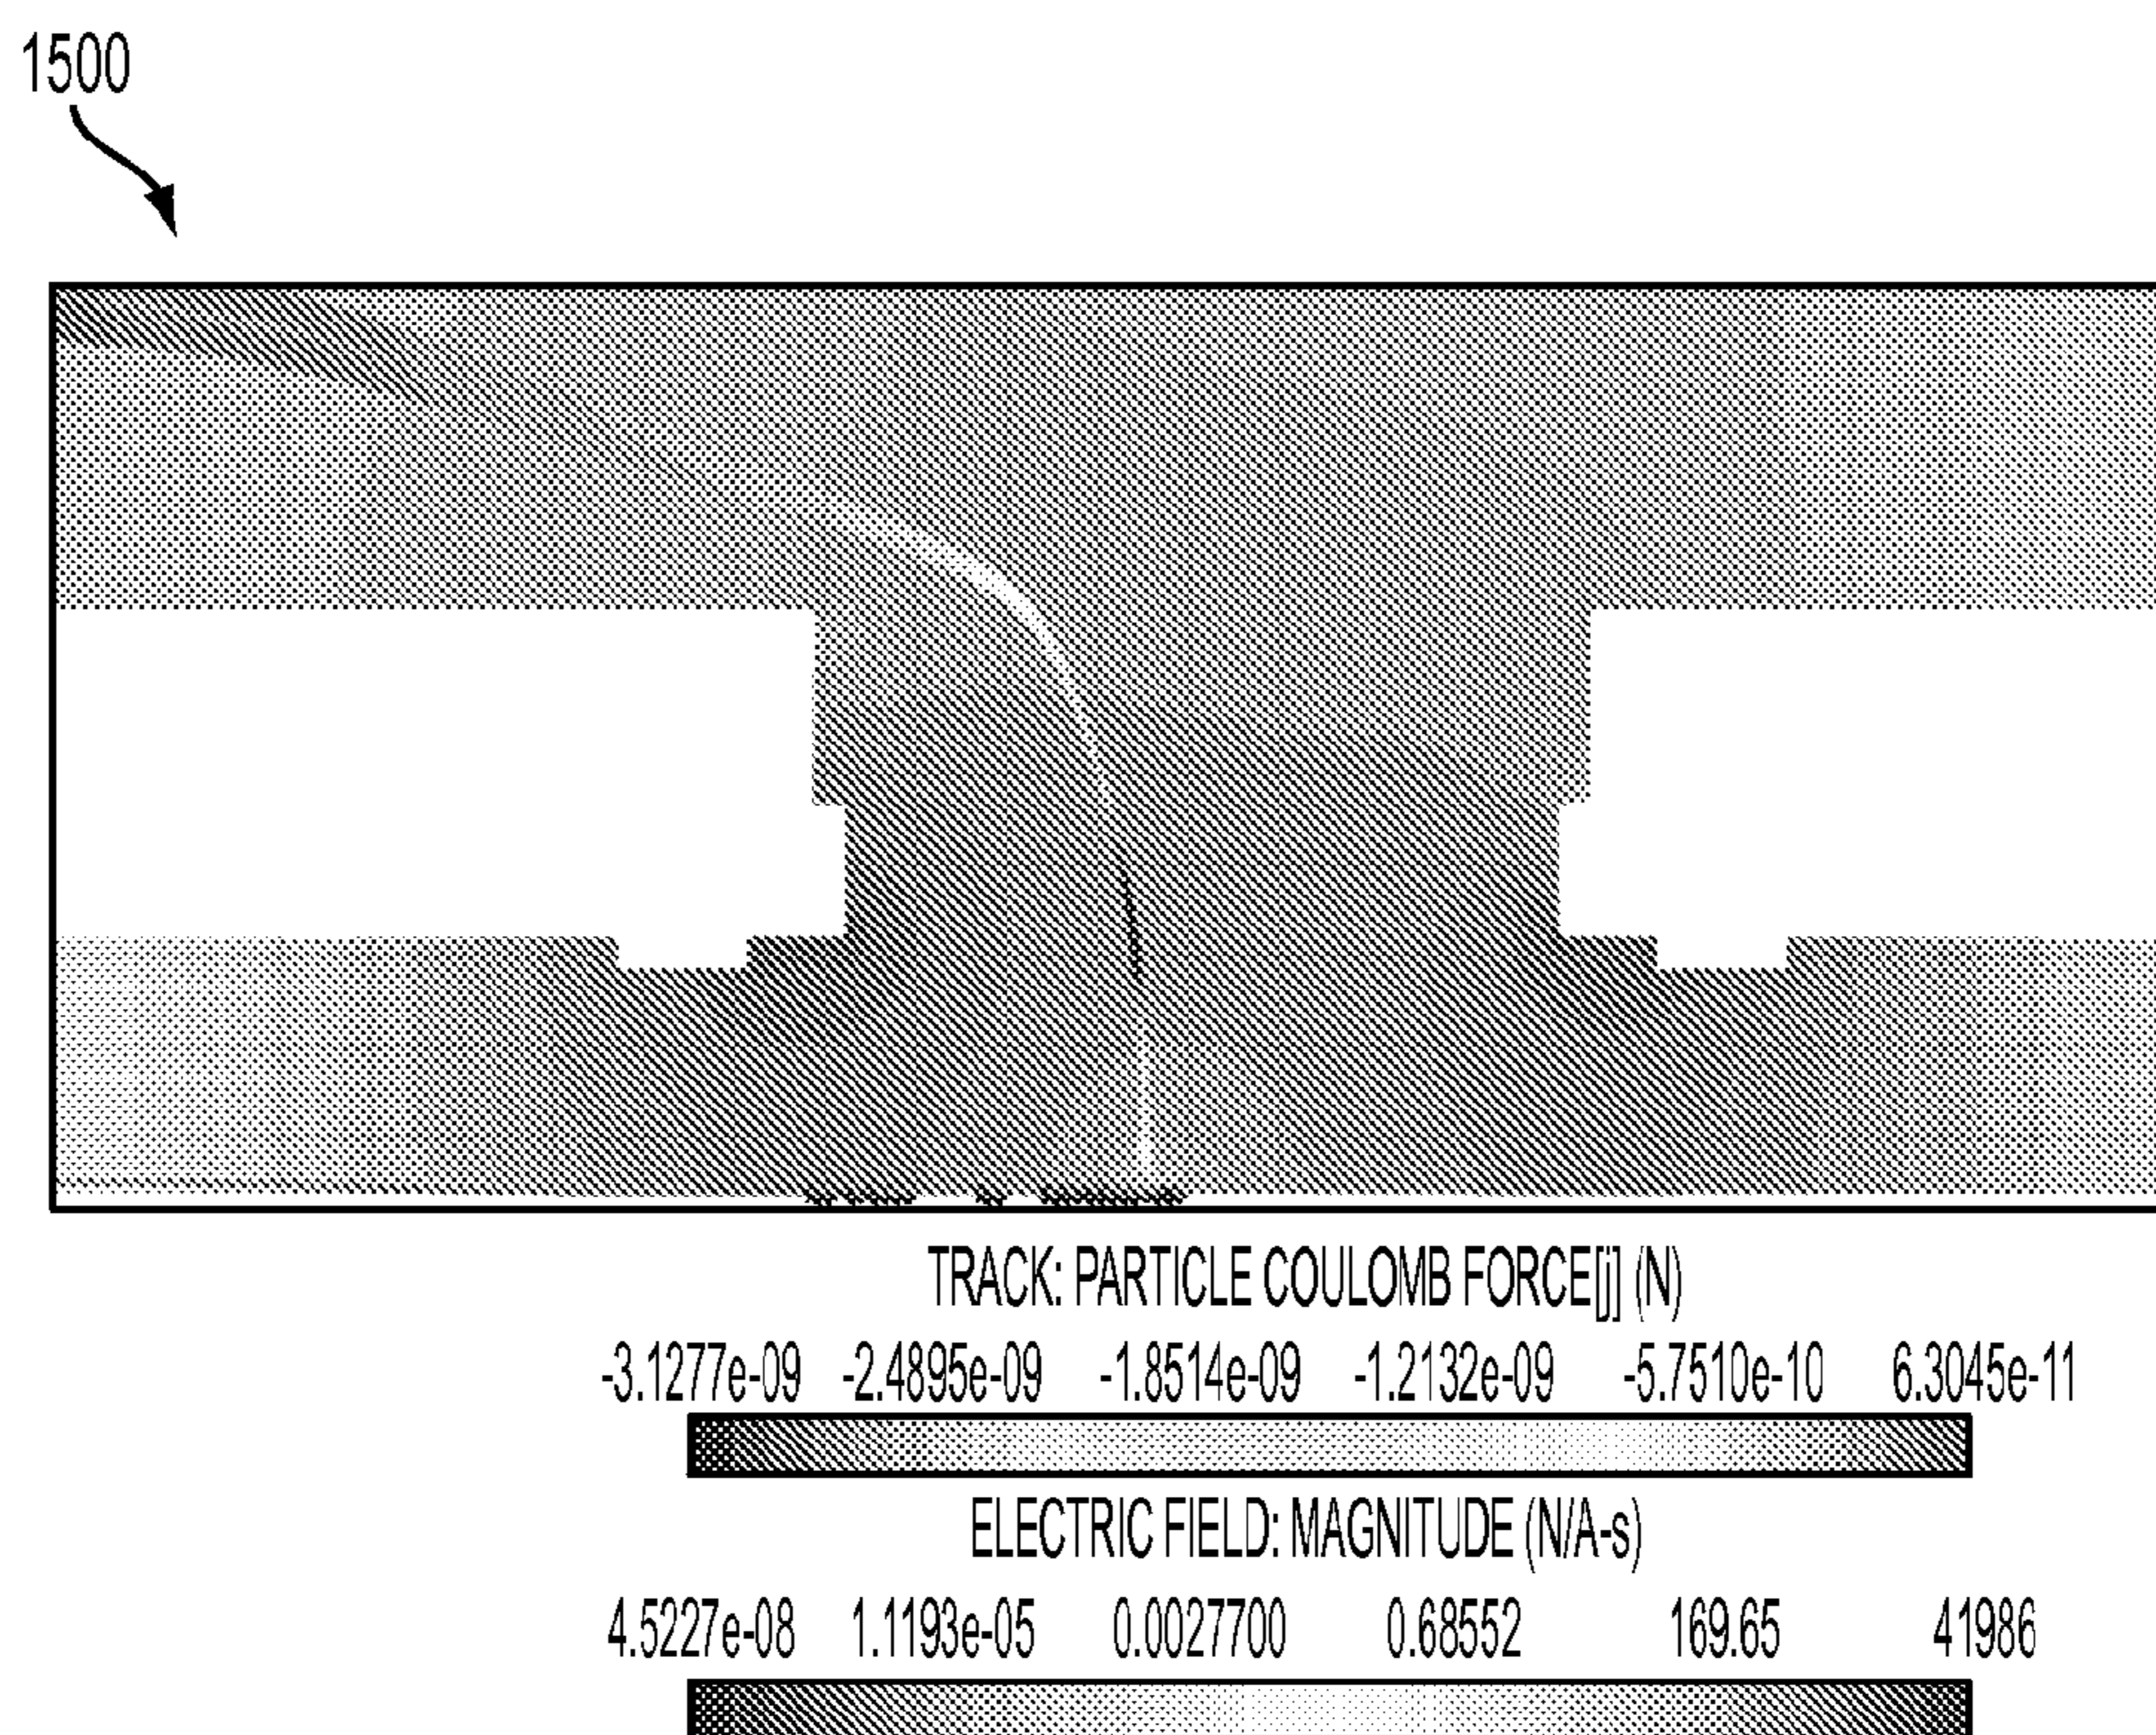 1500
TRACK: PARTICLE COULOMB FORCE[j] (N)
-3.1277e-09 -2.4895e-09 -1.8514e-09 -1.2132e-09 -5.7510e-10 6.3045e-11
ELECTRIC FIELD: MAGNITUDE (N/A-s)
4.5227e-08 1.1193e-05 0.0027700 0.68552 169.65 41986